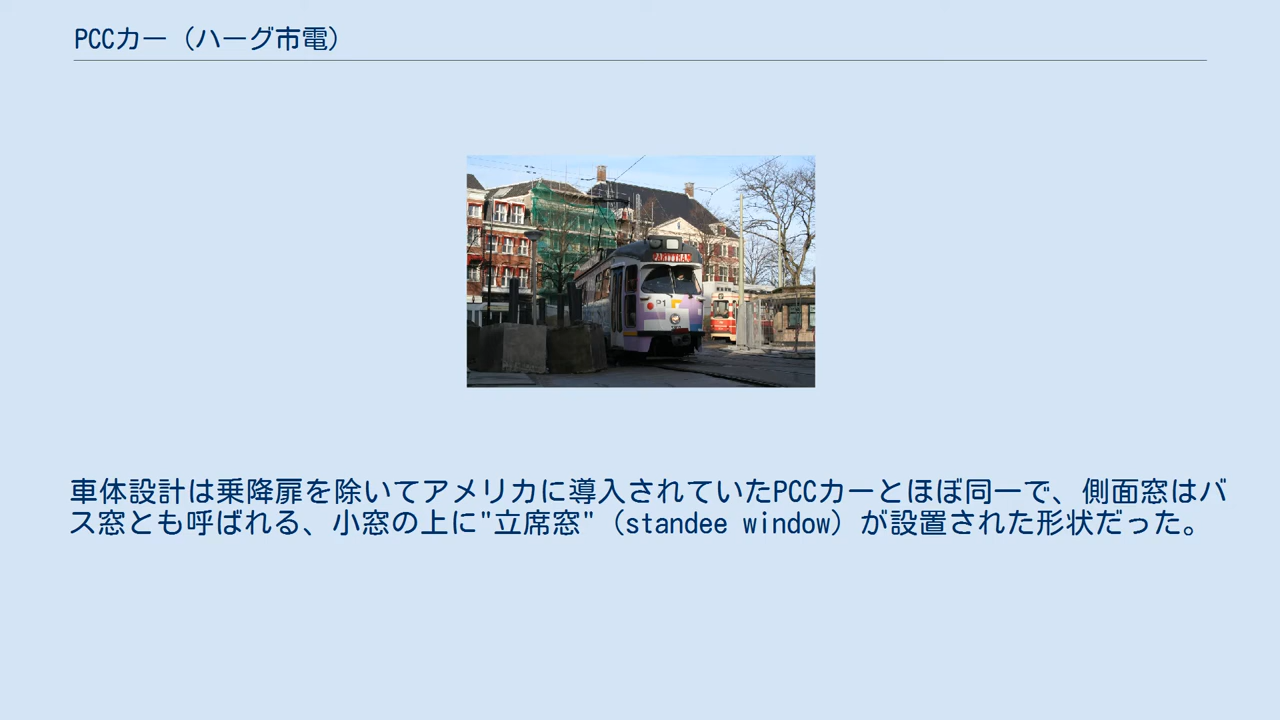 PCCカー（ハーグ市電）
PARTYTRAM
P1
車体設計は乗降扉を除いてアメリカに導入されていたPCCカーとほぼ同一で、側面窓はバ
ス窓とも呼ばれる、小窓の上に"立席窓"（standee window）が設置された形状だった。